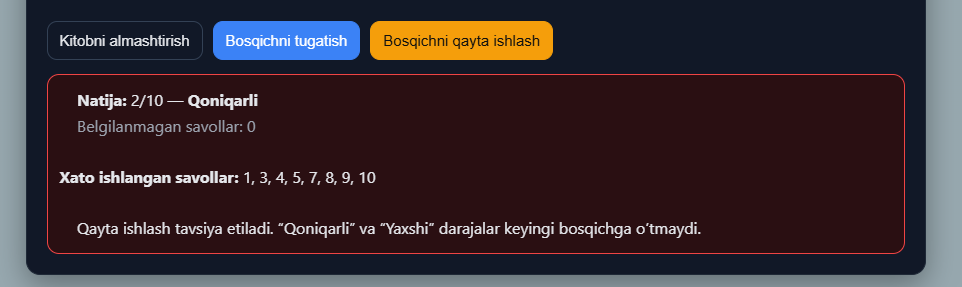 Kitobni almashtirish Bosqichni tugatish Bosqichni qayta ishlash
Natija: 2/10 — Qoniqarli
Belgilanmagan savollar: 0
Xato ishlangan savollar: 1, 3, 4, 5, 7, 8, 9, 10
Qayta ishlash tavsiya etiladi. “Qoniqarli” va “Yaxshi” darajalar keyingi bosqichga o‘tmaydi.